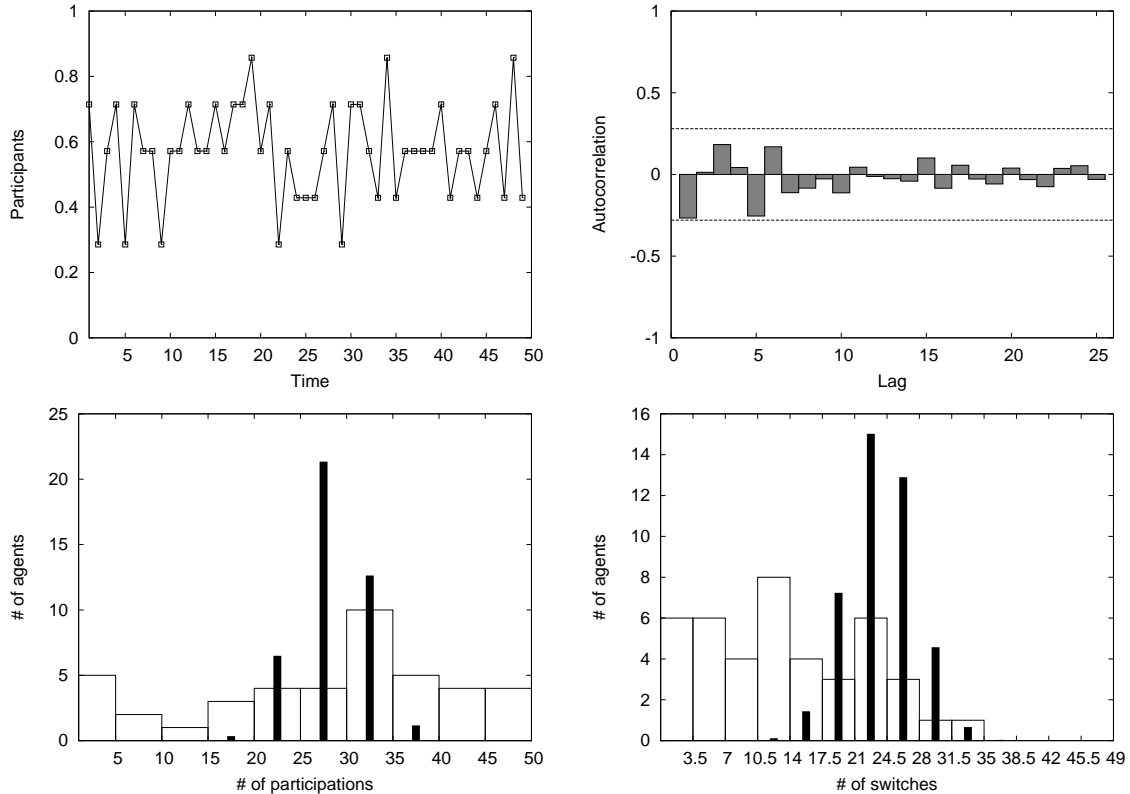 1
0.8
0.6
0.4
0.2
0
Participants
5 10 15 20 25 30 35 40 45 50
Time
1
0.5
0
-0.5
-1
Autocorrelation
0 5 10 15 20 25
Lag
25
20
15
10
5
0
# of agents
5 10 15 20 25 30 35 40 45 50
# of participations
16
14
12
10
8
6
4
2
0
# of agents
3.5 7 10.5 14 17.5 21 24.5 28 31.5 35 38.5 42 45.5 49
# of switches